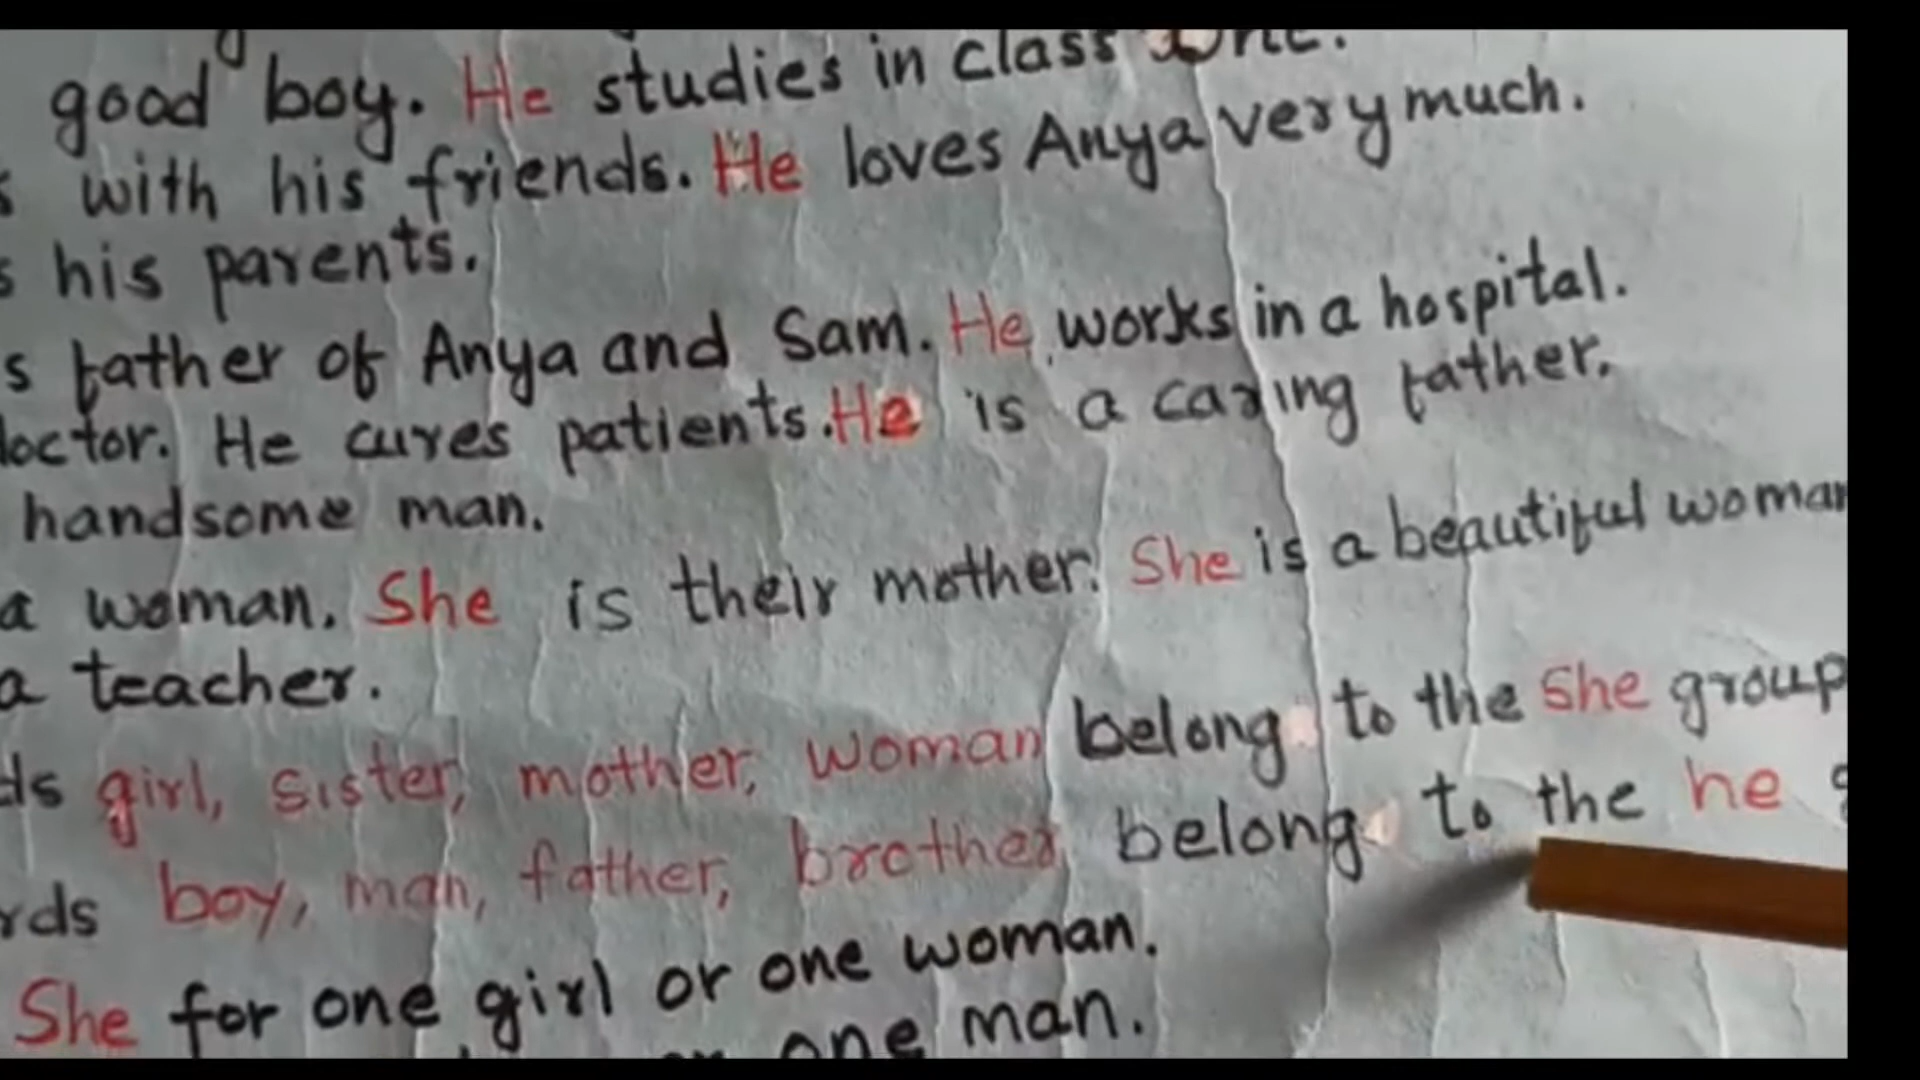 good boy. He studies in class One.
with his friends. He loves Anya very much.
his parents.
father of Anya and Sam. He works in a hospital.
doctor. He cures patients. He is a caring father.
handsome man.
a woman. She is their mother. She is a beautiful woman
a teacher.
girl, sister, mother, woman belong to the She group
boy, man, father, brother belong to the he
She for one girl or one woman.
one man.